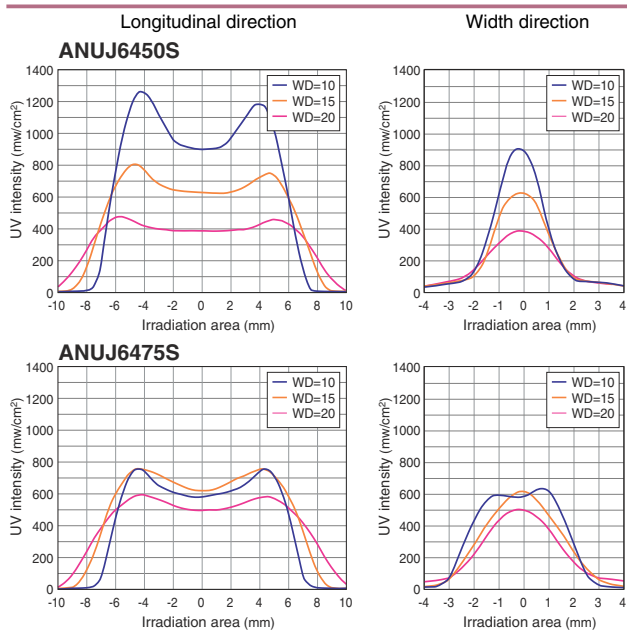 Longitudinal direction
Width direction
ANUJ6450S
UV intensity (mw/cm²)
1400
1200
1000
800
600
400
200
0
-10 -8 -6 -4 -2 0 2 4 6 8 10
Irradiation area (mm)
WD=10
WD=15
WD=20
UV intensity (mw/cm²)
1400
1200
1000
800
600
400
200
0
-4 -3 -2 -1 0 1 2 3 4
Irradiation area (mm)
WD=10
WD=15
WD=20
ANUJ6475S
UV intensity (mw/cm²)
1400
1200
1000
800
600
400
200
0
-10 -8 -6 -4 -2 0 2 4 6 8 10
Irradiation area (mm)
WD=10
WD=15
WD=20
UV intensity (mw/cm²)
1400
1200
1000
800
600
400
200
0
-4 -3 -2 -1 0 1 2 3 4
Irradiation area (mm)
WD=10
WD=15
WD=20